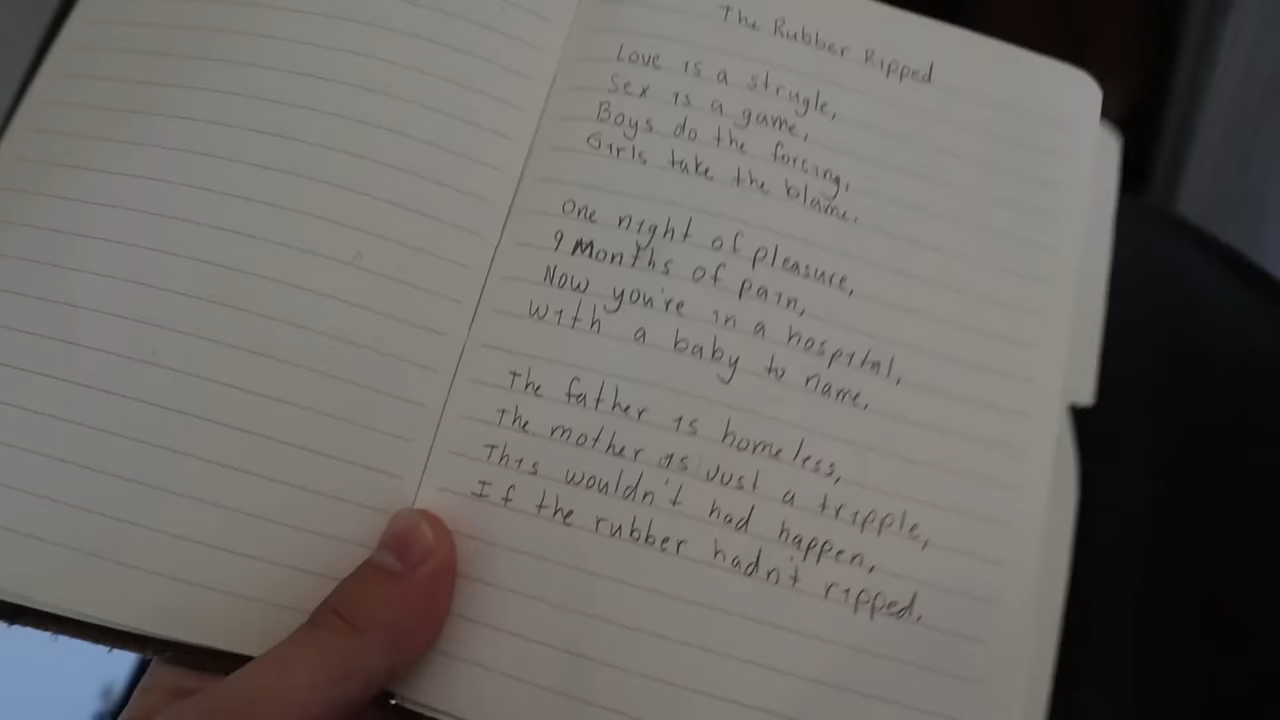 The Rubber Ripped
Love is a strugle,
Sex is a game,
Boys do the forcing,
Girls take the blame.
One night of pleasure,
9 Months of pain,
Now you're in a hospital,
With a baby to name.
The father is homeless,
The mother is Just a tripple,
This wouldn't had happen,
If the rubber hadn't ripped.